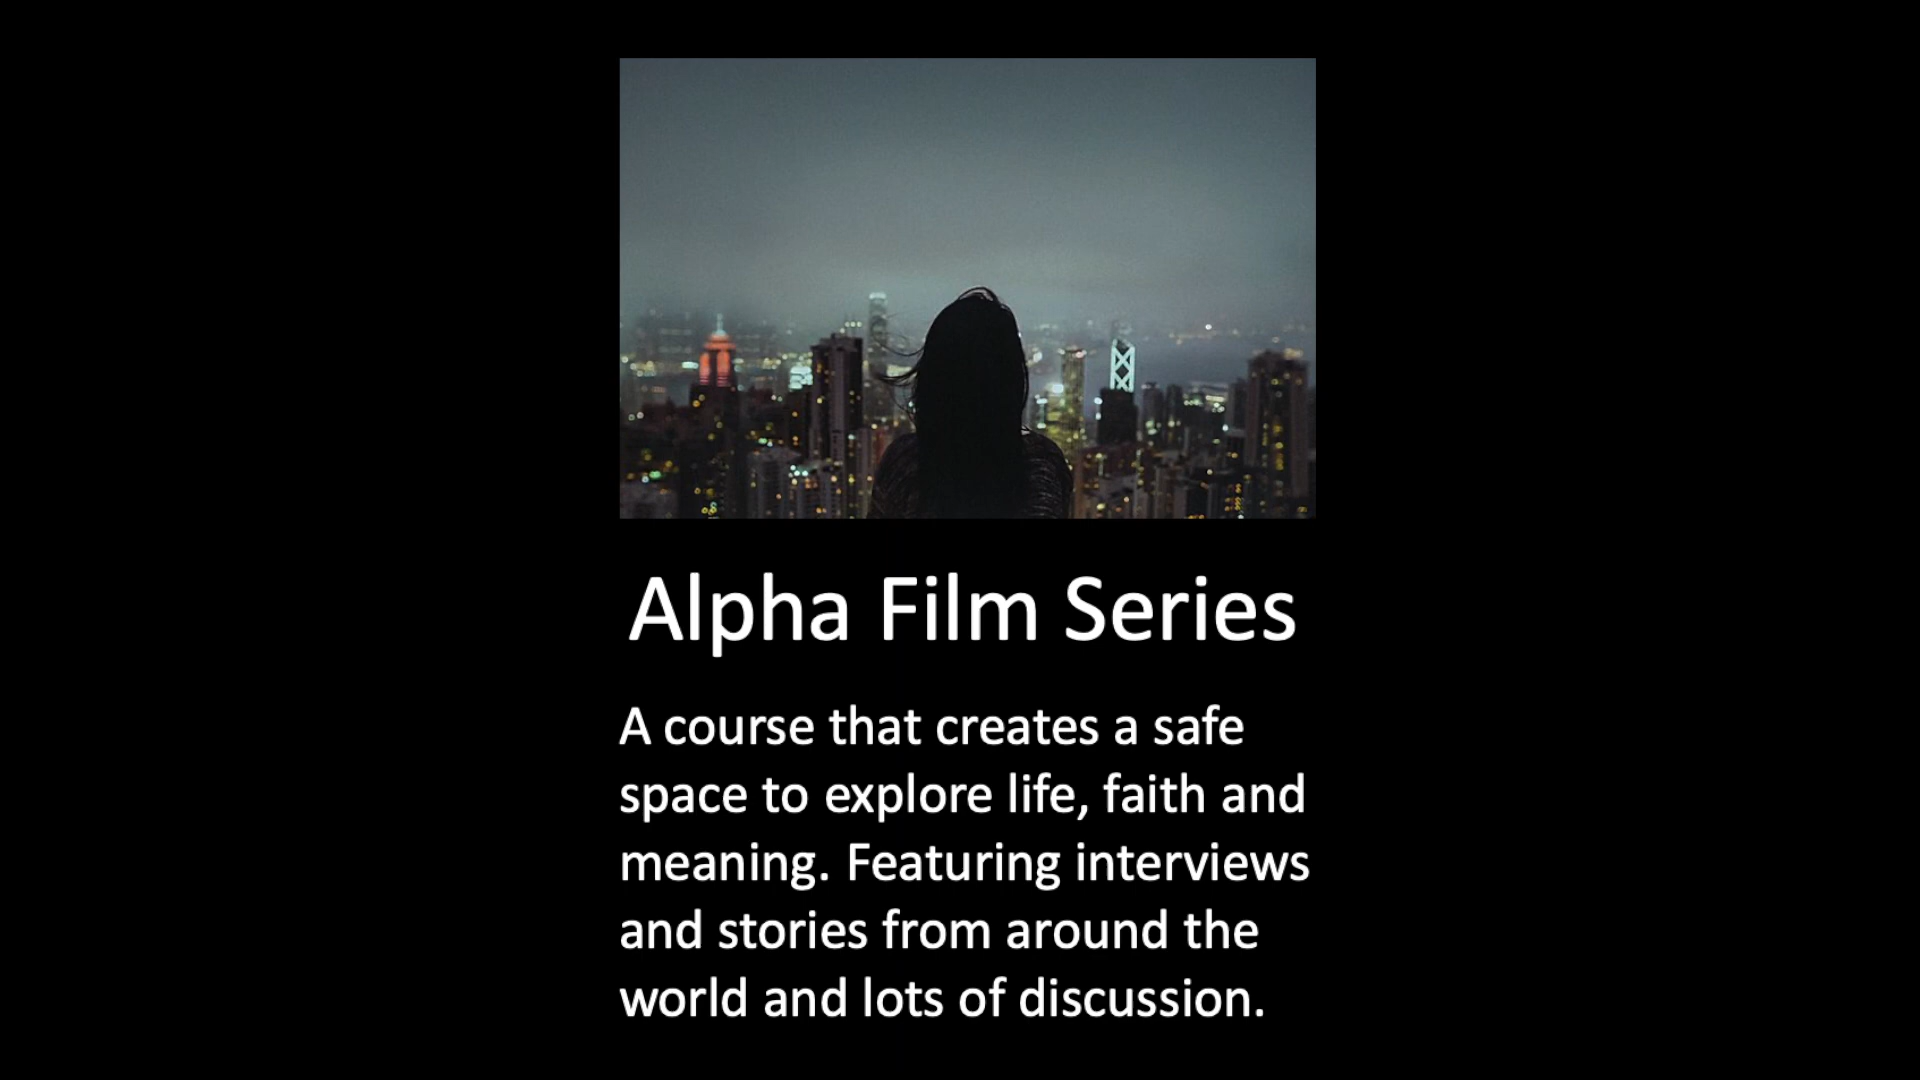 Alpha Film Series
A course that creates a safe
space to explore life, faith and
meaning. Featuring interviews
and stories from around the
world and lots of discussion.